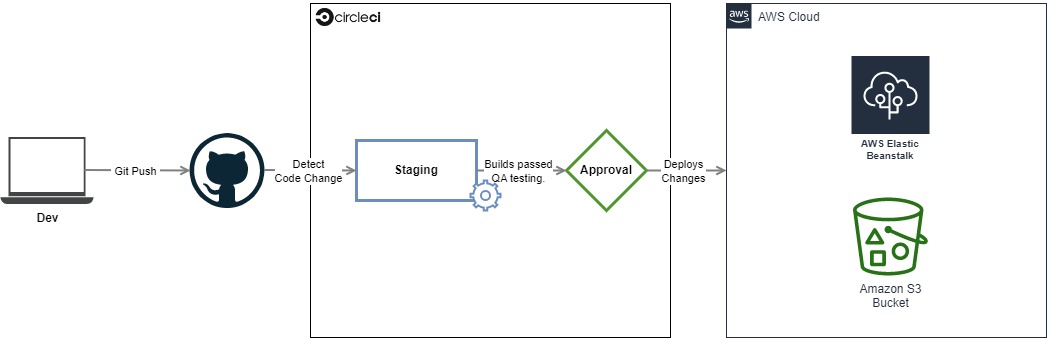 circleci
aws
AWS Cloud
Dev
Git Push
Detect
Code Change
Staging
Builds passed
QA testing.
Approval
Deploys
Changes
AWS Elastic
Beanstalk
Amazon S3
Bucket